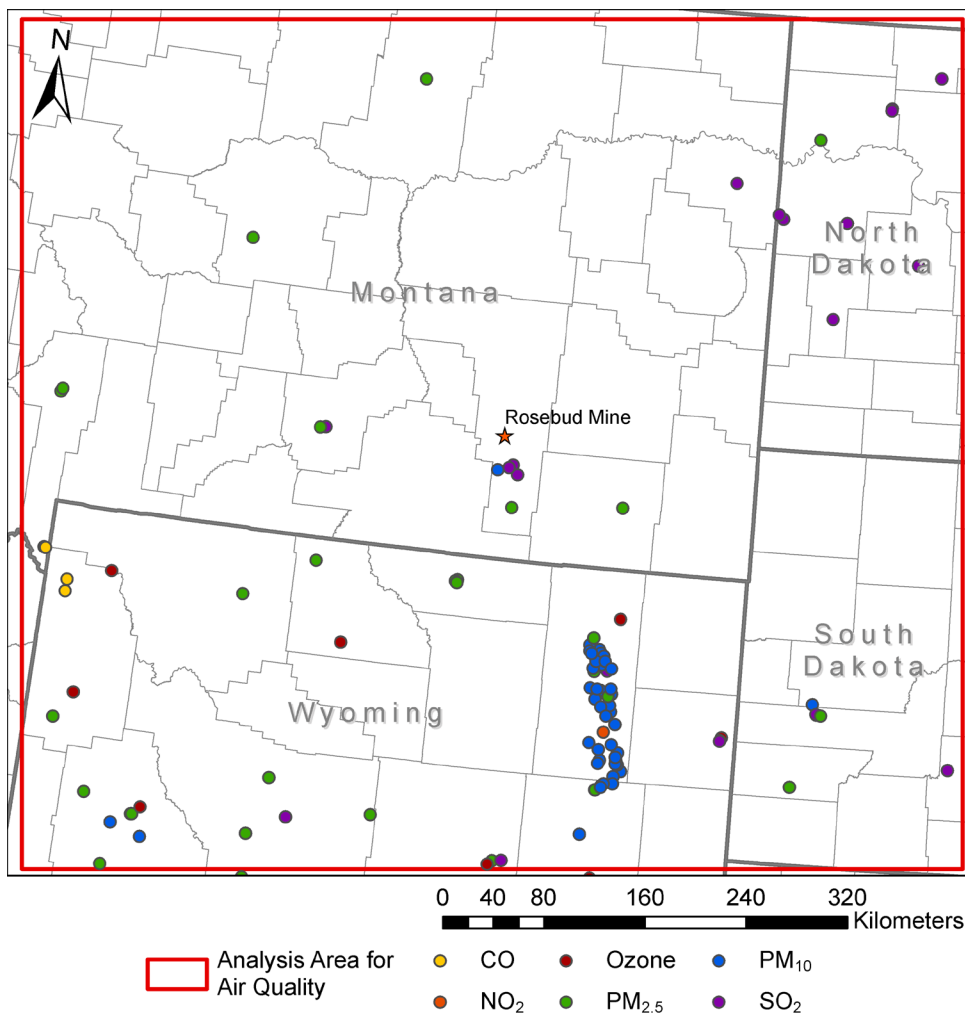 N
North
Dakota
Montana
Rosebud Mine
South
Dakota
Wyoming
0 40 80 160 240 320
Kilometers
Analysis Area for
Air Quality
CO
Ozone
PM₁₀
NO₂
PM₂.₅
SO₂